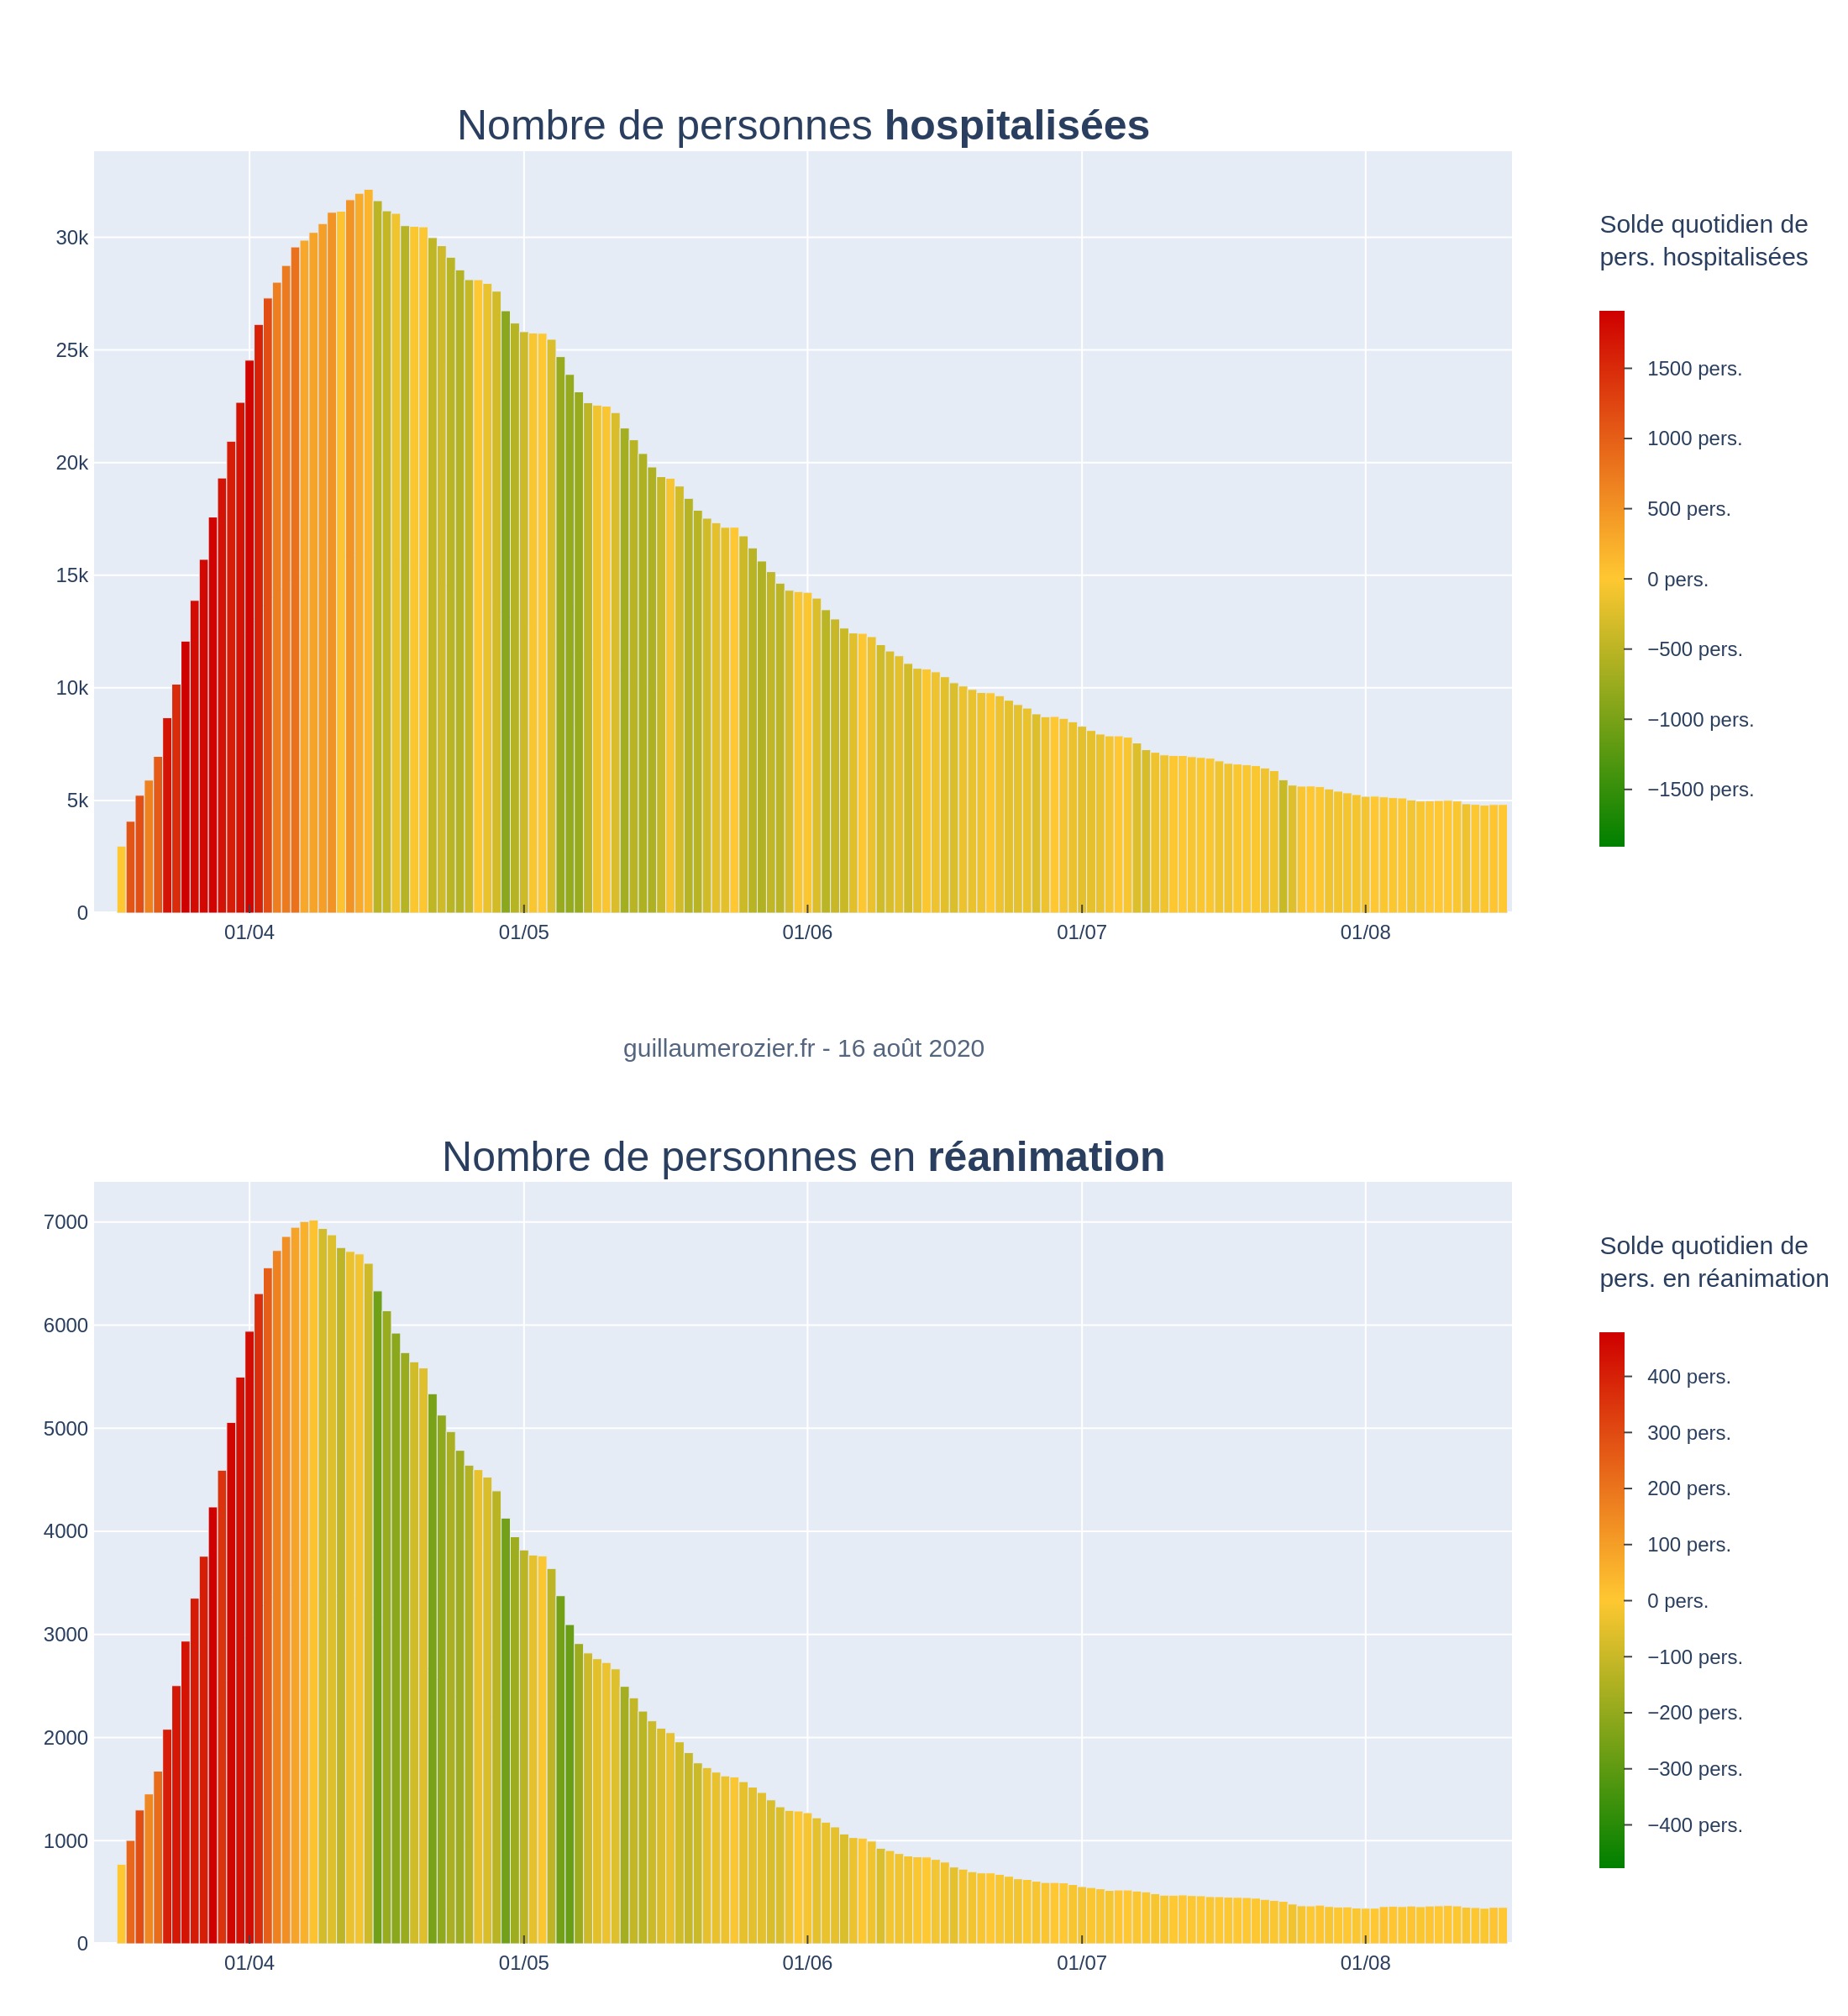 Nombre de personnes hospitalisées
Solde quotidien de
pers. hospitalisées
30k
25k
20k
15k
10k
5k
0
1500 pers.
1000 pers.
500 pers.
0 pers.
−500 pers.
−1000 pers.
−1500 pers.
01/04
01/05
01/06
01/07
01/08
guillaumerozier.fr - 16 août 2020
Nombre de personnes en réanimation
Solde quotidien de
pers. en réanimation
7000
6000
5000
4000
3000
2000
1000
0
400 pers.
300 pers.
200 pers.
100 pers.
0 pers.
−100 pers.
−200 pers.
−300 pers.
−400 pers.
01/04
01/05
01/06
01/07
01/08